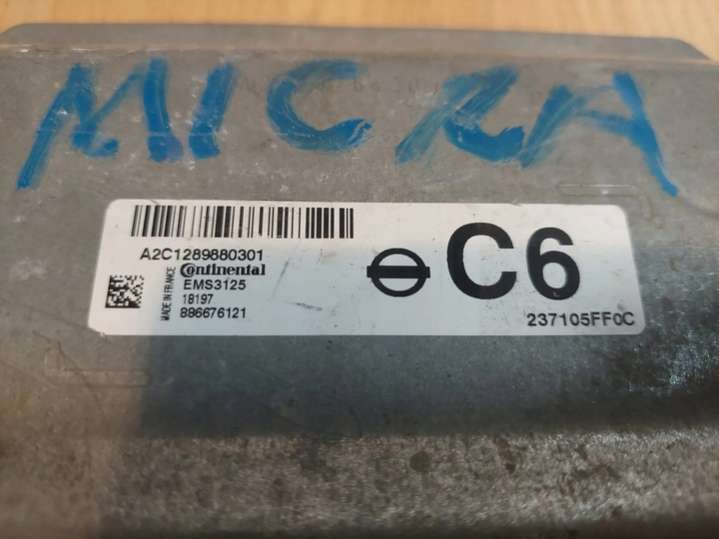 MICRA
A2C1289880301
Continental
EMS3125
18197
886676121
MADE IN FRANCE
C6
237105FF0C